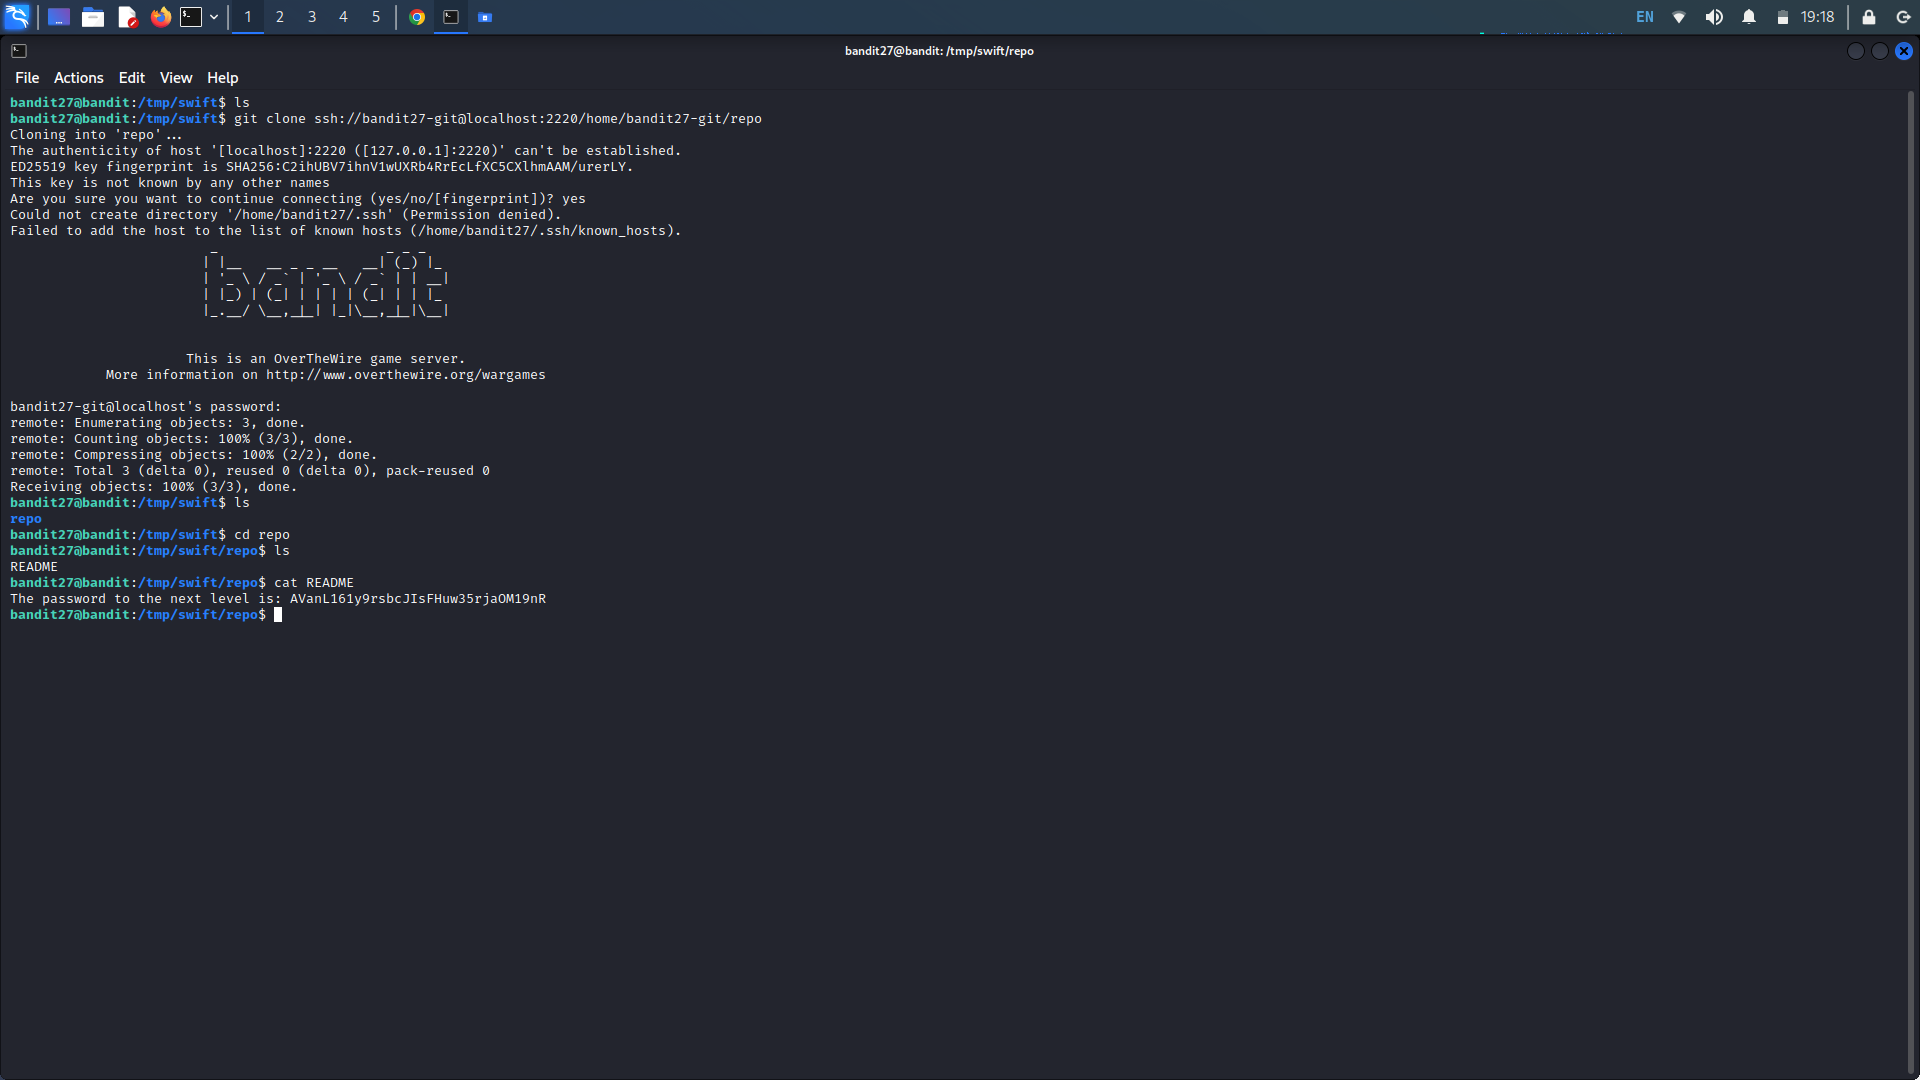 1 2 3 4 5 EN 19:18
bandit27@bandit: /tmp/swift/repo
File Actions Edit View Help
bandit27@bandit:/tmp/swift$ ls
bandit27@bandit:/tmp/swift$ git clone ssh://bandit27-git@localhost:2220/home/bandit27-git/repo
Cloning into 'repo'...
The authenticity of host '[localhost]:2220 ([127.0.0.1]:2220)' can't be established.
ED25519 key fingerprint is SHA256:C2ihUBV7ihnV1wUXRb4RrEcLfXC5CXlhmAAM/urerLY.
This key is not known by any other names
Are you sure you want to continue connecting (yes/no/[fingerprint])? yes
Could not create directory '/home/bandit27/.ssh' (Permission denied).
Failed to add the host to the list of known hosts (/home/bandit27/.ssh/known_hosts).
bandit
This is an OverTheWire game server.
More information on http://www.overthewire.org/wargames
bandit27-git@localhost's password:
remote: Enumerating objects: 3, done.
remote: Counting objects: 100% (3/3), done.
remote: Compressing objects: 100% (2/2), done.
remote: Total 3 (delta 0), reused 0 (delta 0), pack-reused 0
Receiving objects: 100% (3/3), done.
bandit27@bandit:/tmp/swift$ ls
repo
bandit27@bandit:/tmp/swift$ cd repo
bandit27@bandit:/tmp/swift/repo$ ls
README
bandit27@bandit:/tmp/swift/repo$ cat README
The password to the next level is: AVanL161y9rsbcJIsFHuw35rjaOM19nR
bandit27@bandit:/tmp/swift/repo$